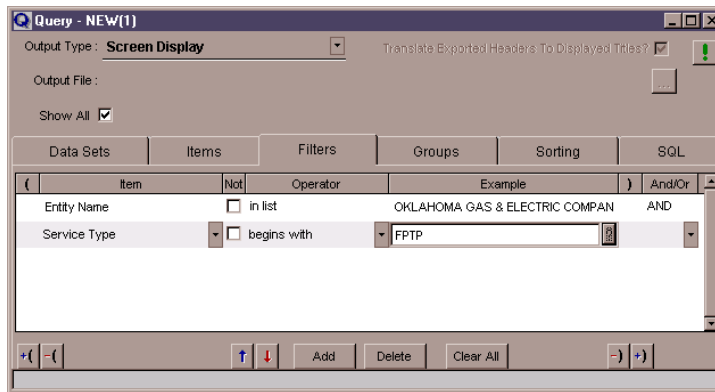 Query - NEW(1)
Output Type : Screen Display
Translate Exported Headers To Displayed Titles?
Output File :
...
Show All
Data Sets Items Filters Groups Sorting SQL
( Item Not Operator Example ) And/Or
Entity Name in list OKLAHOMA GAS & ELECTRIC COMPAN AND
Service Type begins with FPTP
+( -( Add Delete Clear All -) +)